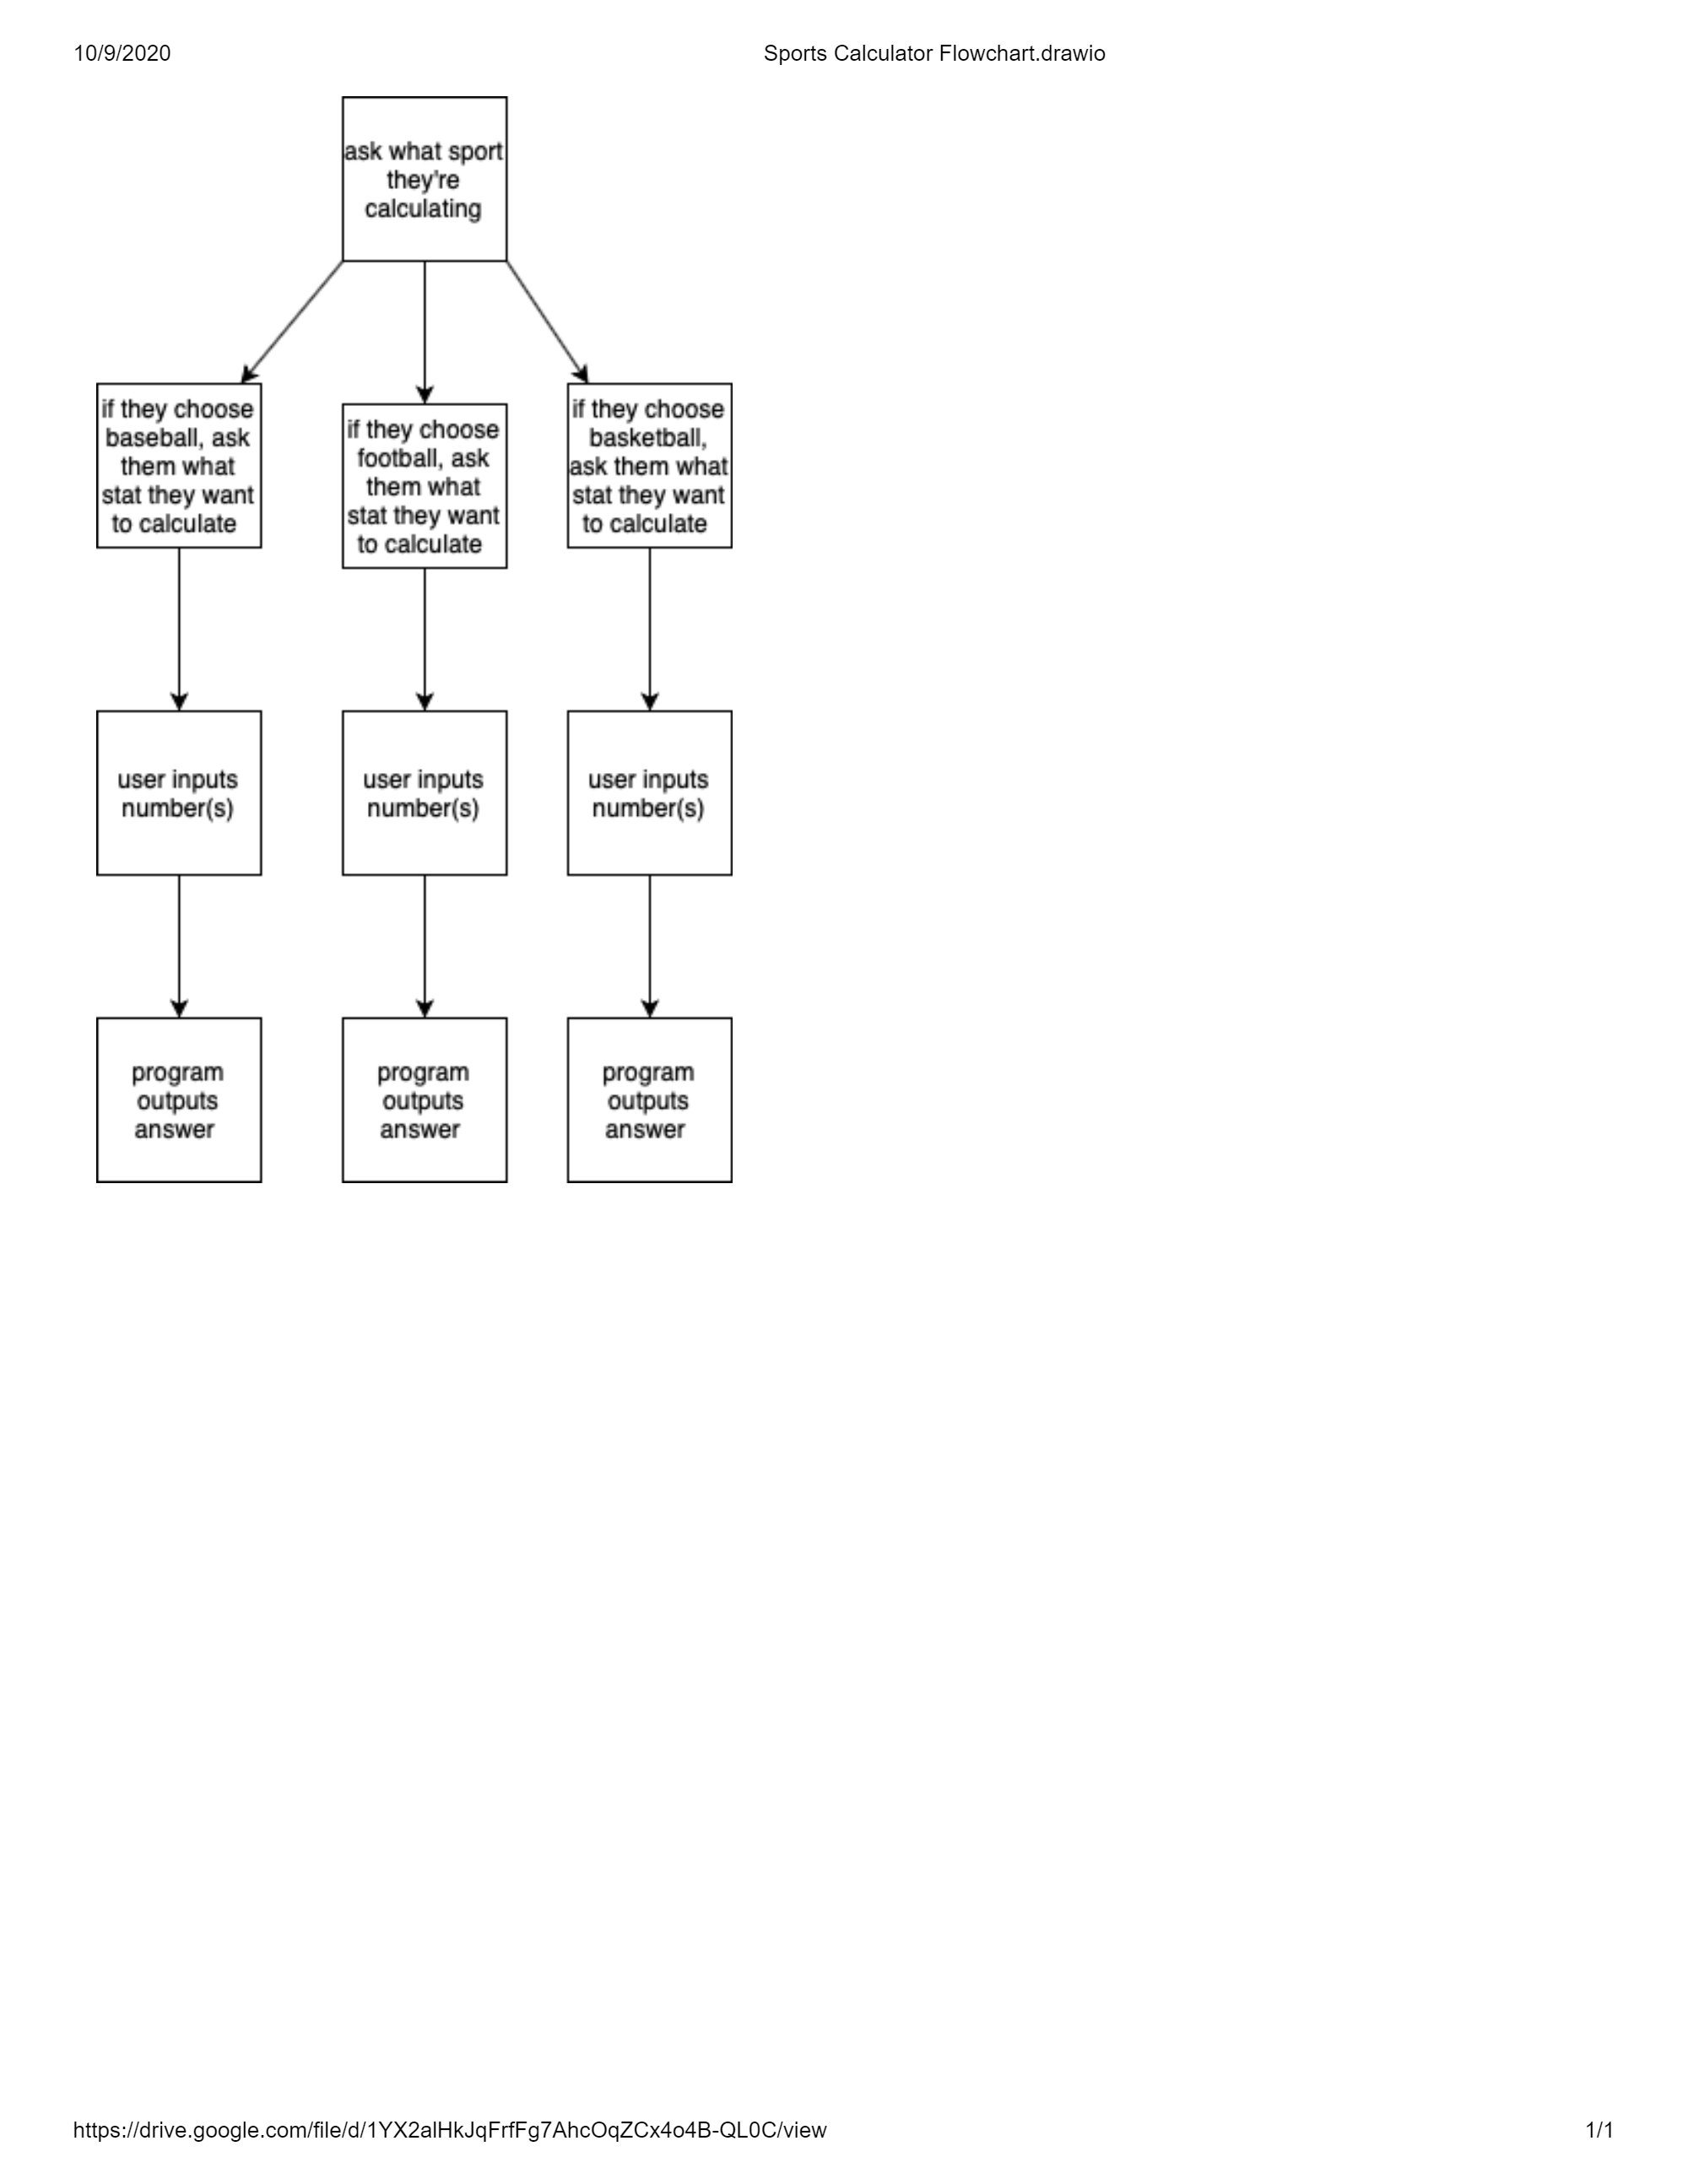 10/9/2020
Sports Calculator Flowchart.drawio
ask what sport
they're
calculating
if they choose
baseball, ask
them what
stat they want
to calculate
if they choose
football, ask
them what
stat they want
to calculate
if they choose
basketball,
ask them what
stat they want
to calculate
user inputs
number(s)
user inputs
number(s)
user inputs
number(s)
program
outputs
answer
program
outputs
answer
program
outputs
answer
https://drive.google.com/file/d/1YX2alHkJqFrfFg7AhcOqZCx4o4B-QL0C/view
1/1